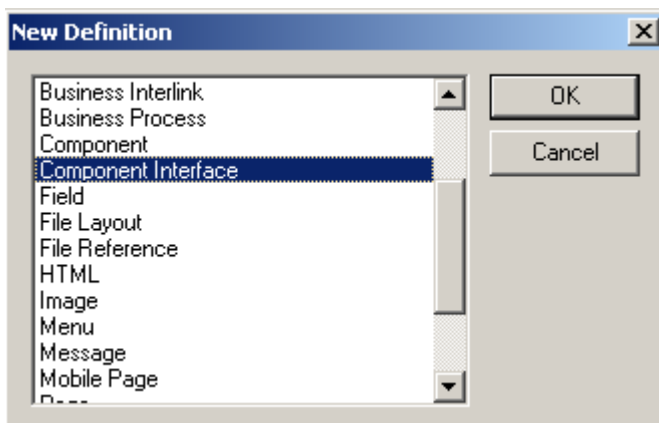 New Definition
Business Interlink
Business Process
Component
Component Interface
Field
File Layout
File Reference
HTML
Image
Menu
Message
Mobile Page
OK
Cancel